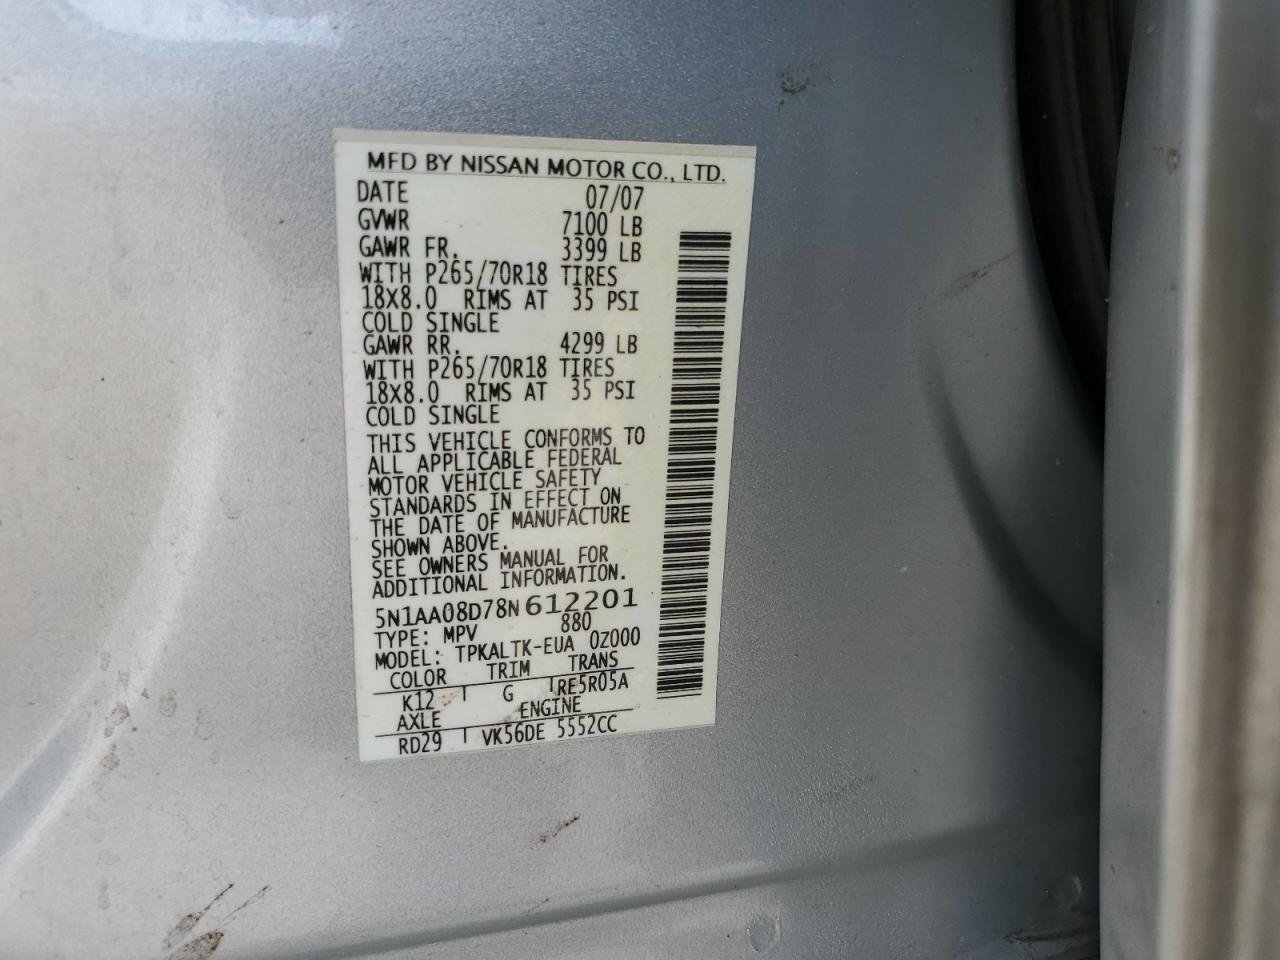 MFD BY NISSAN MOTOR CO., LTD.
DATE 07/07
GVWR 7100 LB
GAWR FR. 3399 LB
WITH P265/70R18 TIRES
18X8.0 RIMS AT 35 PSI
COLD SINGLE
GAWR RR. 4299 LB
WITH P265/70R18 TIRES
18X8.0 RIMS AT 35 PSI
COLD SINGLE
THIS VEHICLE CONFORMS TO
ALL APPLICABLE FEDERAL
MOTOR VEHICLE SAFETY
STANDARDS IN EFFECT ON
THE DATE OF MANUFACTURE
SHOWN ABOVE.
SEE OWNERS MANUAL FOR
ADDITIONAL INFORMATION.
5N1AA08D78N612201
TYPE: MPV 880
MODEL: TPKALTK-EUA 0Z000
COLOR TRIM TRANS
K12 G RE5R05A
AXLE ENGINE
RD29 VK56DE 5552CC